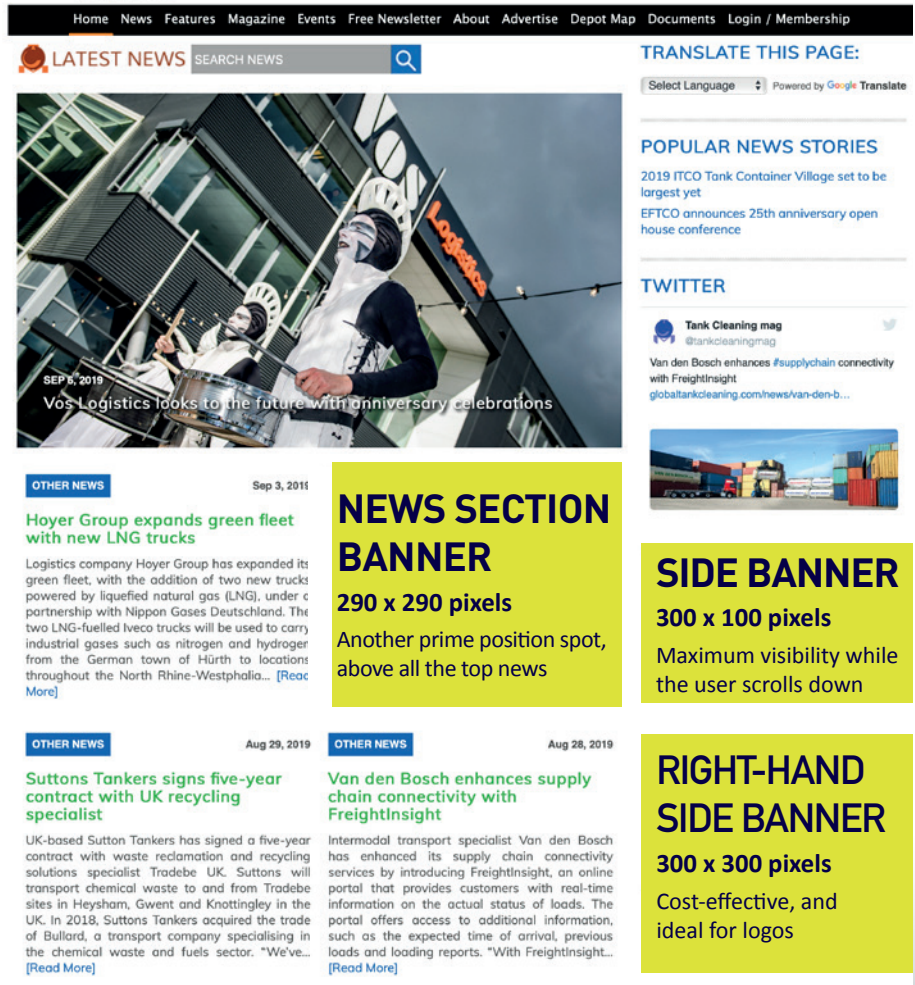 Home News Features Magazine Events Free Newsletter About Advertise Depot Map Documents Login / Membership
LATEST NEWS SEARCH NEWS
VOS
Logistics
SEP 6, 2019
Vos Logistics looks to the future with anniversary celebrations
TRANSLATE THIS PAGE:
Select Language Powered by Google Translate
POPULAR NEWS STORIES
2019 ITCO Tank Container Village set to be
largest yet
EFTCO announces 25th anniversary open
house conference
TWITTER
Tank Cleaning mag
@tankcleaningmag
Van den Bosch enhances #supplychain connectivity
with FreightInsight
globaltankcleaning.com/news/van-den-b...
OTHER NEWS Sep 3, 2019
Hoyer Group expands green fleet
with new LNG trucks
Logistics company Hoyer Group has expanded its
green fleet, with the addition of two new trucks
powered by liquefied natural gas (LNG), under a
partnership with Nippon Gases Deutschland. The
two LNG-fuelled Iveco trucks will be used to carry
industrial gases such as nitrogen and hydrogen
from the German town of Hürth to locations
throughout the North Rhine-Westphalia... [Read
More]
NEWS SECTION
BANNER
290 x 290 pixels
Another prime position spot,
above all the top news
SIDE BANNER
300 x 100 pixels
Maximum visibility while
the user scrolls down
OTHER NEWS Aug 29, 2019
Suttons Tankers signs five-year
contract with UK recycling
specialist
UK-based Sutton Tankers has signed a five-year
contract with waste reclamation and recycling
solutions specialist Tradebe UK. Suttons will
transport chemical waste to and from Tradebe
sites in Heysham, Gwent and Knottingley in the
UK. In 2018, Suttons Tankers acquired the trade
of Bullard, a transport company specialising in
the chemical waste and fuels sector. "We've...
[Read More]
OTHER NEWS Aug 28, 2019
Van den Bosch enhances supply
chain connectivity with
FreightInsight
Intermodal transport specialist Van den Bosch
has enhanced its supply chain connectivity
services by introducing FreightInsight, an online
portal that provides customers with real-time
information on the actual status of loads. The
portal offers access to additional information,
such as the expected time of arrival, previous
loads and loading reports. "With FreightInsight...
[Read More]
RIGHT-HAND
SIDE BANNER
300 x 300 pixels
Cost-effective, and
ideal for logos